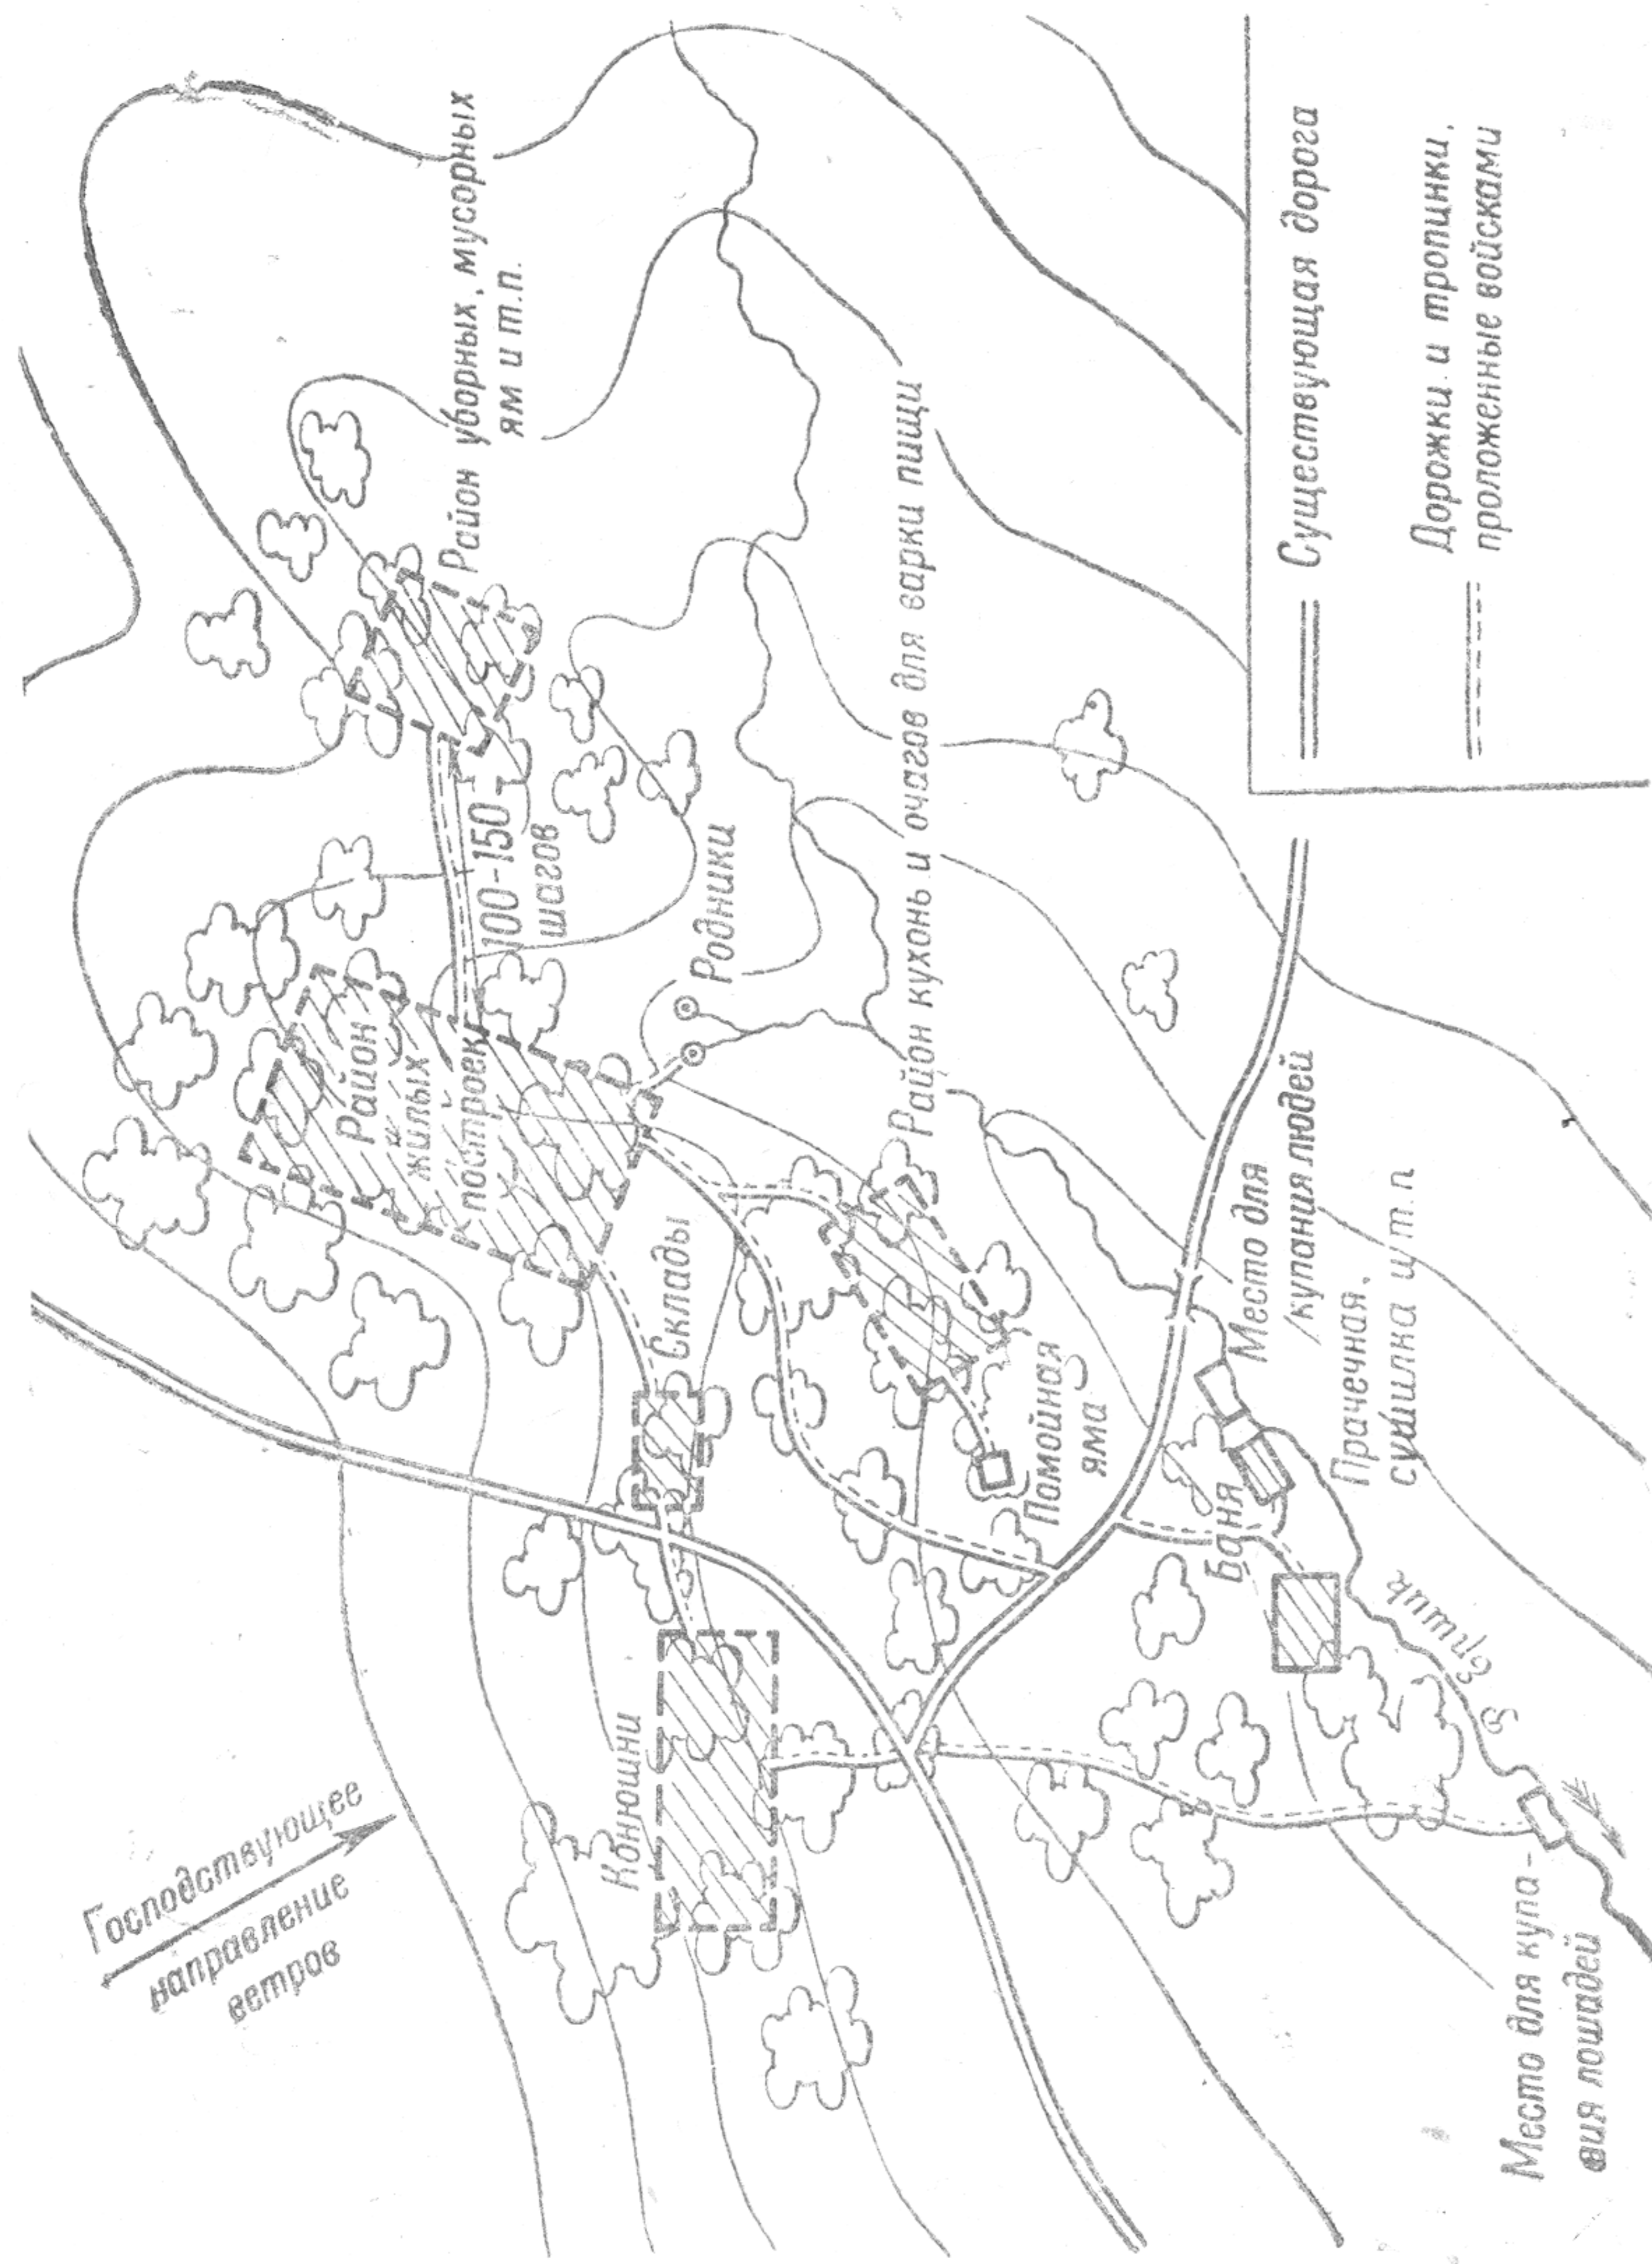 Господствующее
направление
ветров
Конюшни
Склады
Район
жилых
построек
100-150
шагов
Район уборных, мусорных
ям и т.п.
Родники
Район кухонь и очагов для варки пищи
Помойная
яма
Баня
Место для
купания людей
Прачечная,
сушилка и т.п.
Место для купа-
ния лошадей
Существующая дорога
Дорожки и тропинки,
проложенные войсками